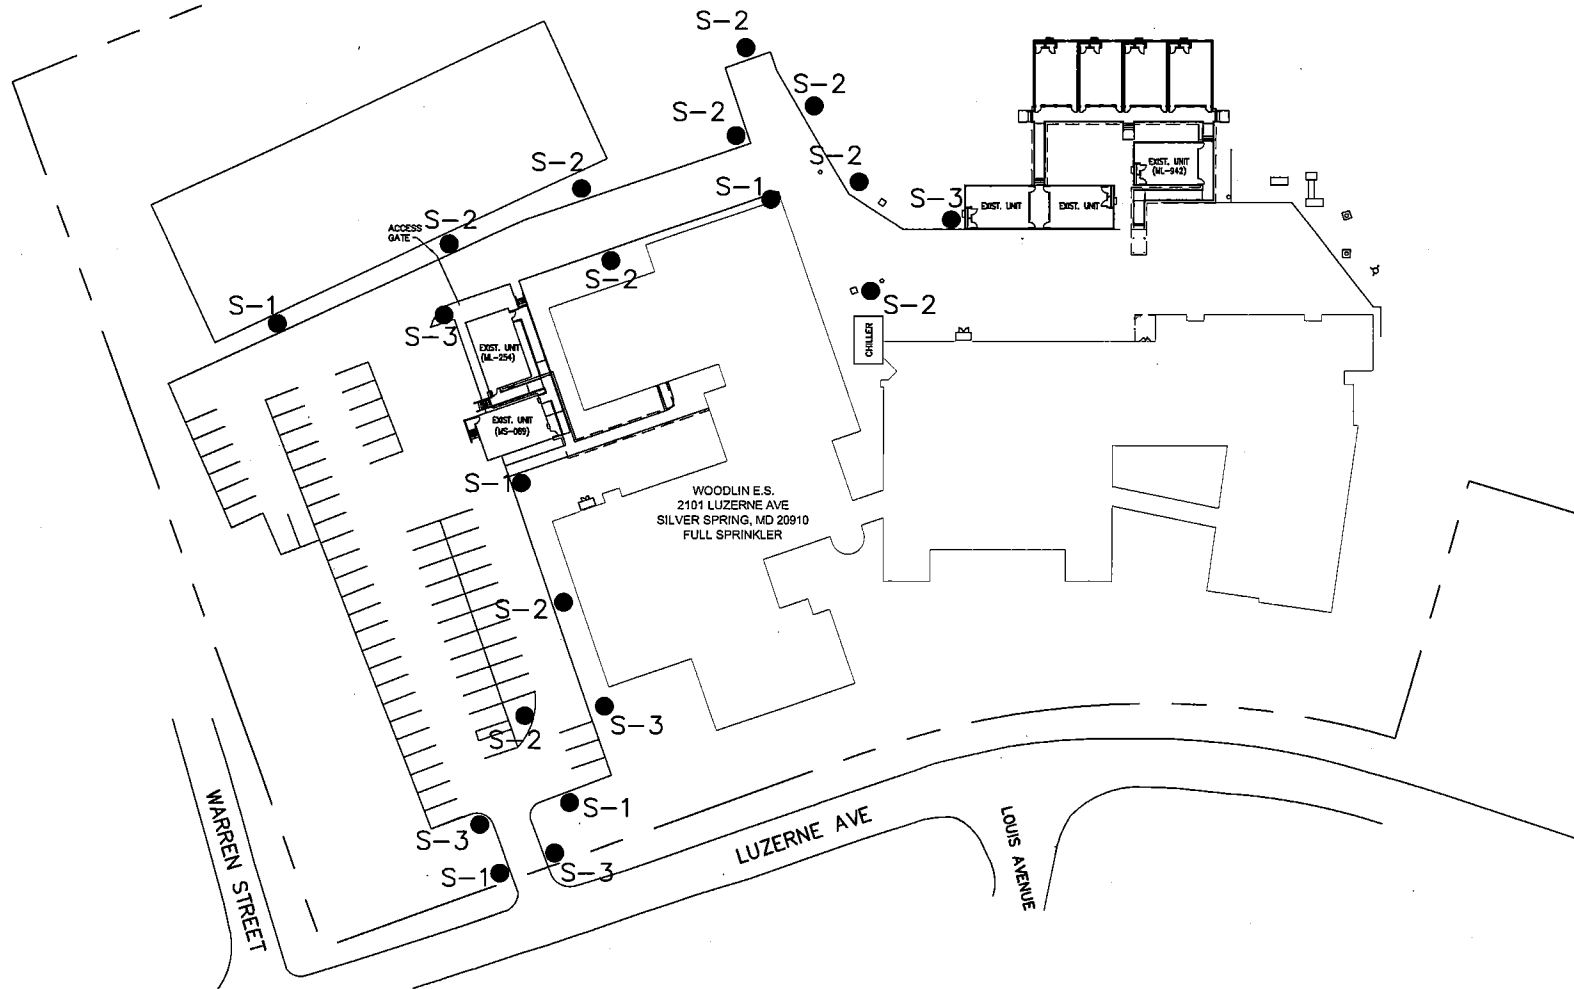 S-2
S-2
S-2
S-2
S-2
S-1
S-3
S-2
ACCESS
GATE
S-2
S-1
S-3
S-2
EXIST. UNIT
(ML-942)
EXIST. UNIT
EXIST. UNIT
EXIST. UNIT
(ML-254)
CHILLER
EXIST. UNIT
(MS-069)
S-1
WOODLIN E.S.
2101 LUZERNE AVE
SILVER SPRING, MD 20910
FULL SPRINKLER
S-2
S-3
S-2
S-1
S-3
S-3
S-1
WARREN STREET
LUZERNE AVE
LOUIS AVENUE